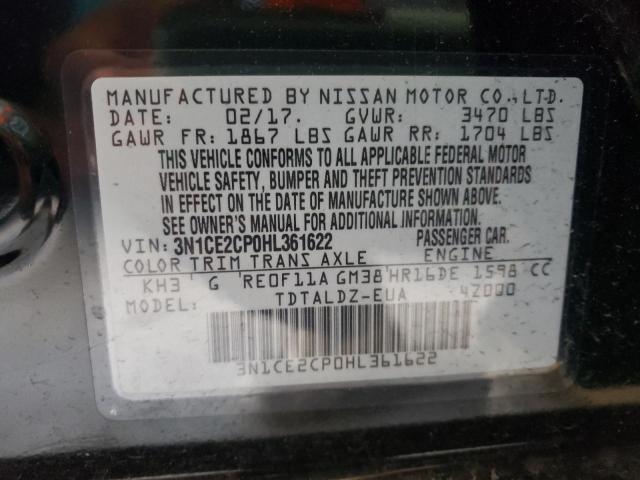 MANUFACTURED BY NISSAN MOTOR CO., LTD.
DATE: 02/17. GVWR: 3470 LBS
GAWR FR: 1867 LBS GAWR RR: 1704 LBS
THIS VEHICLE CONFORMS TO ALL APPLICABLE FEDERAL MOTOR
VEHICLE SAFETY, BUMPER AND THEFT PREVENTION STANDARDS
IN EFFECT ON THE DATE OF MANUFACTURE SHOWN ABOVE.
SEE OWNER'S MANUAL FOR ADDITIONAL INFORMATION.
VIN: 3N1CE2CP0HL361622 PASSENGER CAR.
COLOR TRIM TRANS AXLE ENGINE
KH3 G RE0F11A GM38 HR16DE 1598 CC
TDTALDZ-EUA 4Z000
3N1CE2CP0HL361622